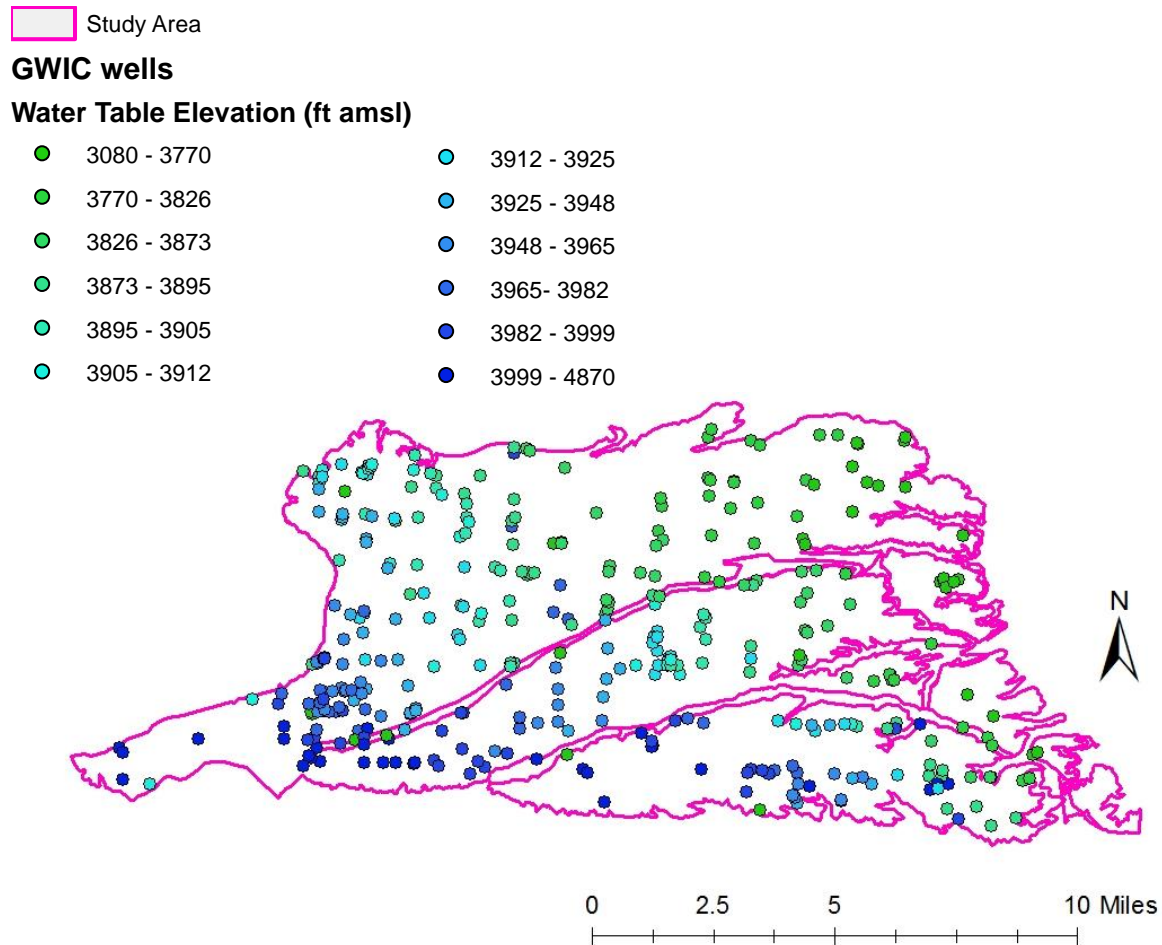 Study Area
GWIC wells
Water Table Elevation (ft amsl)
3080 - 3770
3770 - 3826
3826 - 3873
3873 - 3895
3895 - 3905
3905 - 3912
3912 - 3925
3925 - 3948
3948 - 3965
3965- 3982
3982 - 3999
3999 - 4870
N
0 2.5 5 10 Miles